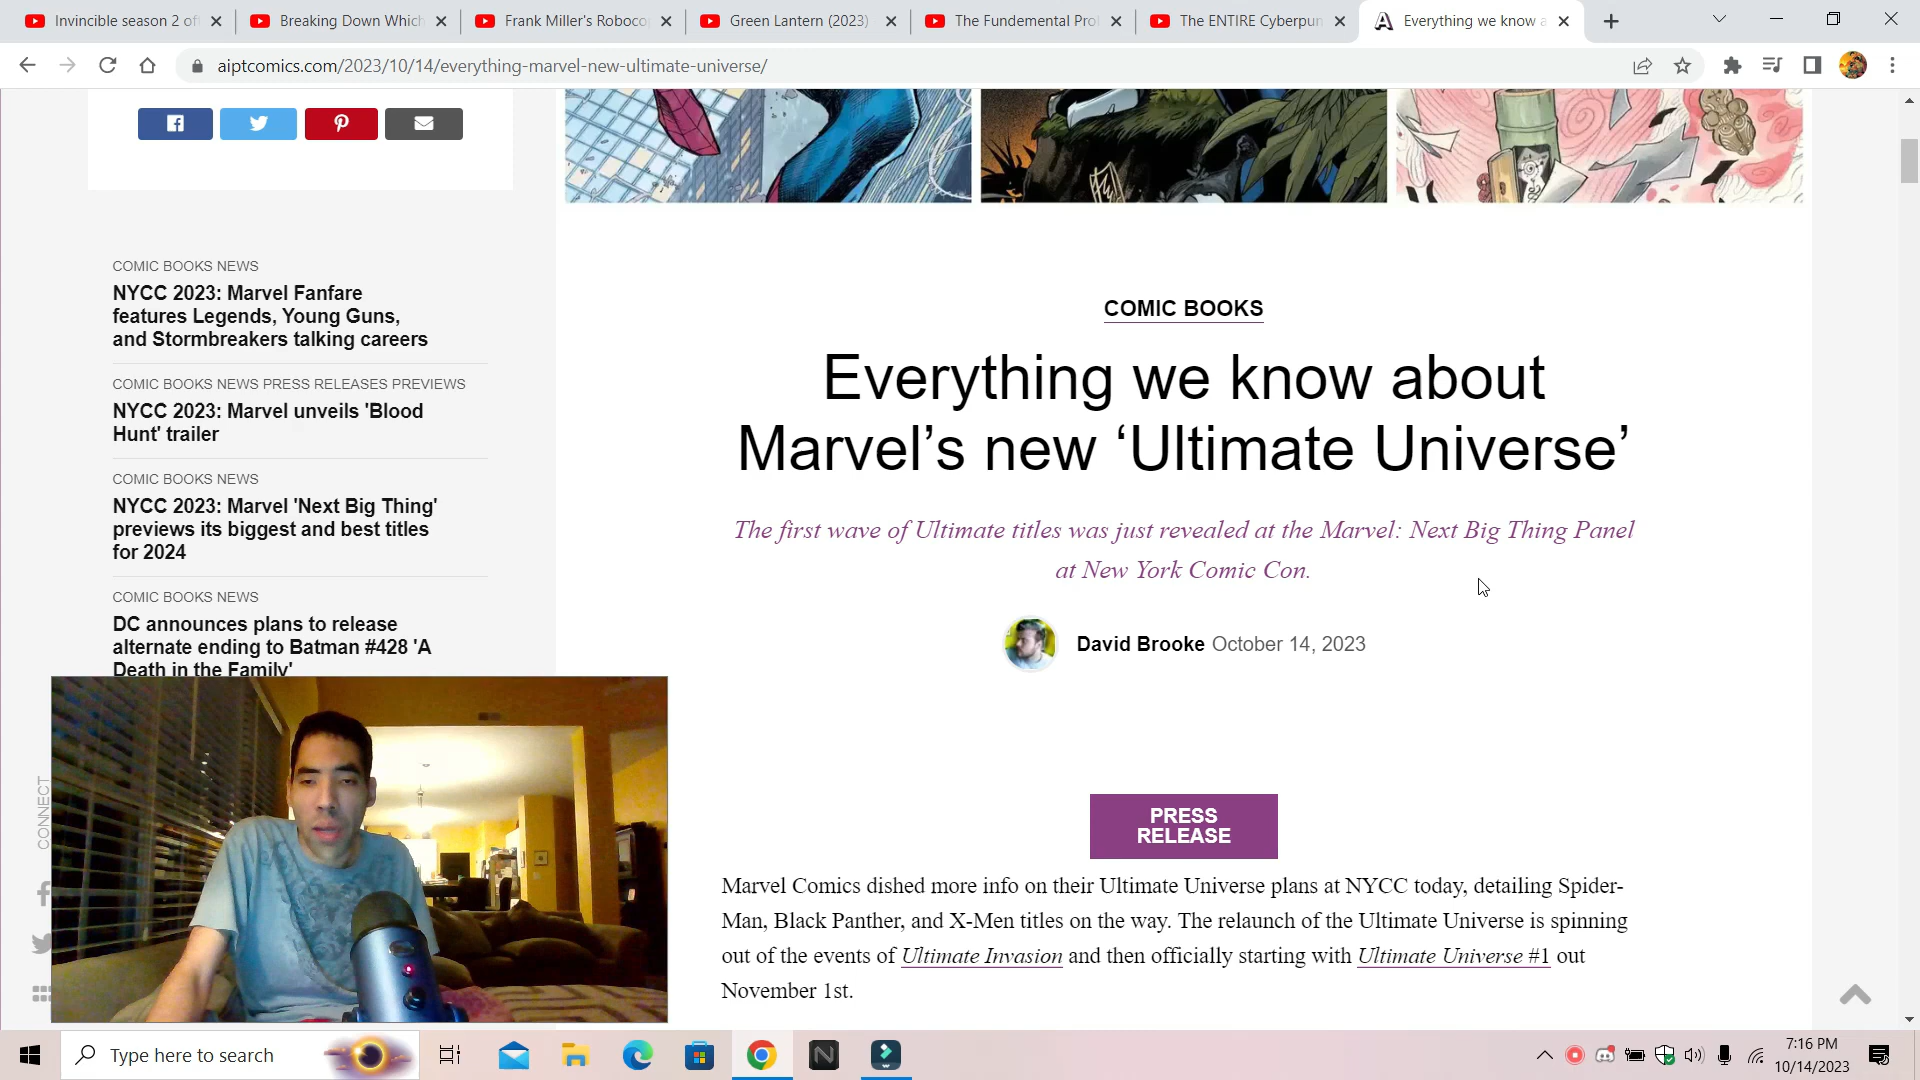 Invincible season 2 of
Breaking Down Which
Frank Miller's Roboco
Green Lantern (2023)
The Fundemental Pro
The ENTIRE Cyberpun
Everything we know a
aiptcomics.com/2023/10/14/everything-marvel-new-ultimate-universe/
COMIC BOOKS NEWS
NYCC 2023: Marvel Fanfare
features Legends, Young Guns,
and Stormbreakers talking careers
COMIC BOOKS NEWS PRESS RELEASES PREVIEWS
NYCC 2023: Marvel unveils 'Blood
Hunt' trailer
COMIC BOOKS NEWS
NYCC 2023: Marvel 'Next Big Thing'
previews its biggest and best titles
for 2024
COMIC BOOKS NEWS
DC announces plans to release
alternate ending to Batman #428 'A
Death in the Family'
CONNECT
COMIC BOOKS
Everything we know about
Marvel’s new ‘Ultimate Universe’
The first wave of Ultimate titles was just revealed at the Marvel: Next Big Thing Panel
at New York Comic Con.
David Brooke October 14, 2023
PRESS
RELEASE
Marvel Comics dished more info on their Ultimate Universe plans at NYCC today, detailing Spider-
Man, Black Panther, and X-Men titles on the way. The relaunch of the Ultimate Universe is spinning
out of the events of Ultimate Invasion and then officially starting with Ultimate Universe #1 out
November 1st.
Type here to search
7:16 PM
10/14/2023